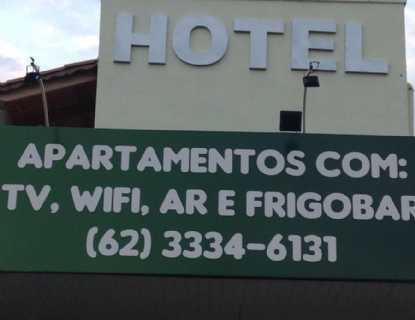 HOTEL
APARTAMENTOS COM:
TV, WIFI, AR E FRIGOBAR
(62) 3334-6131